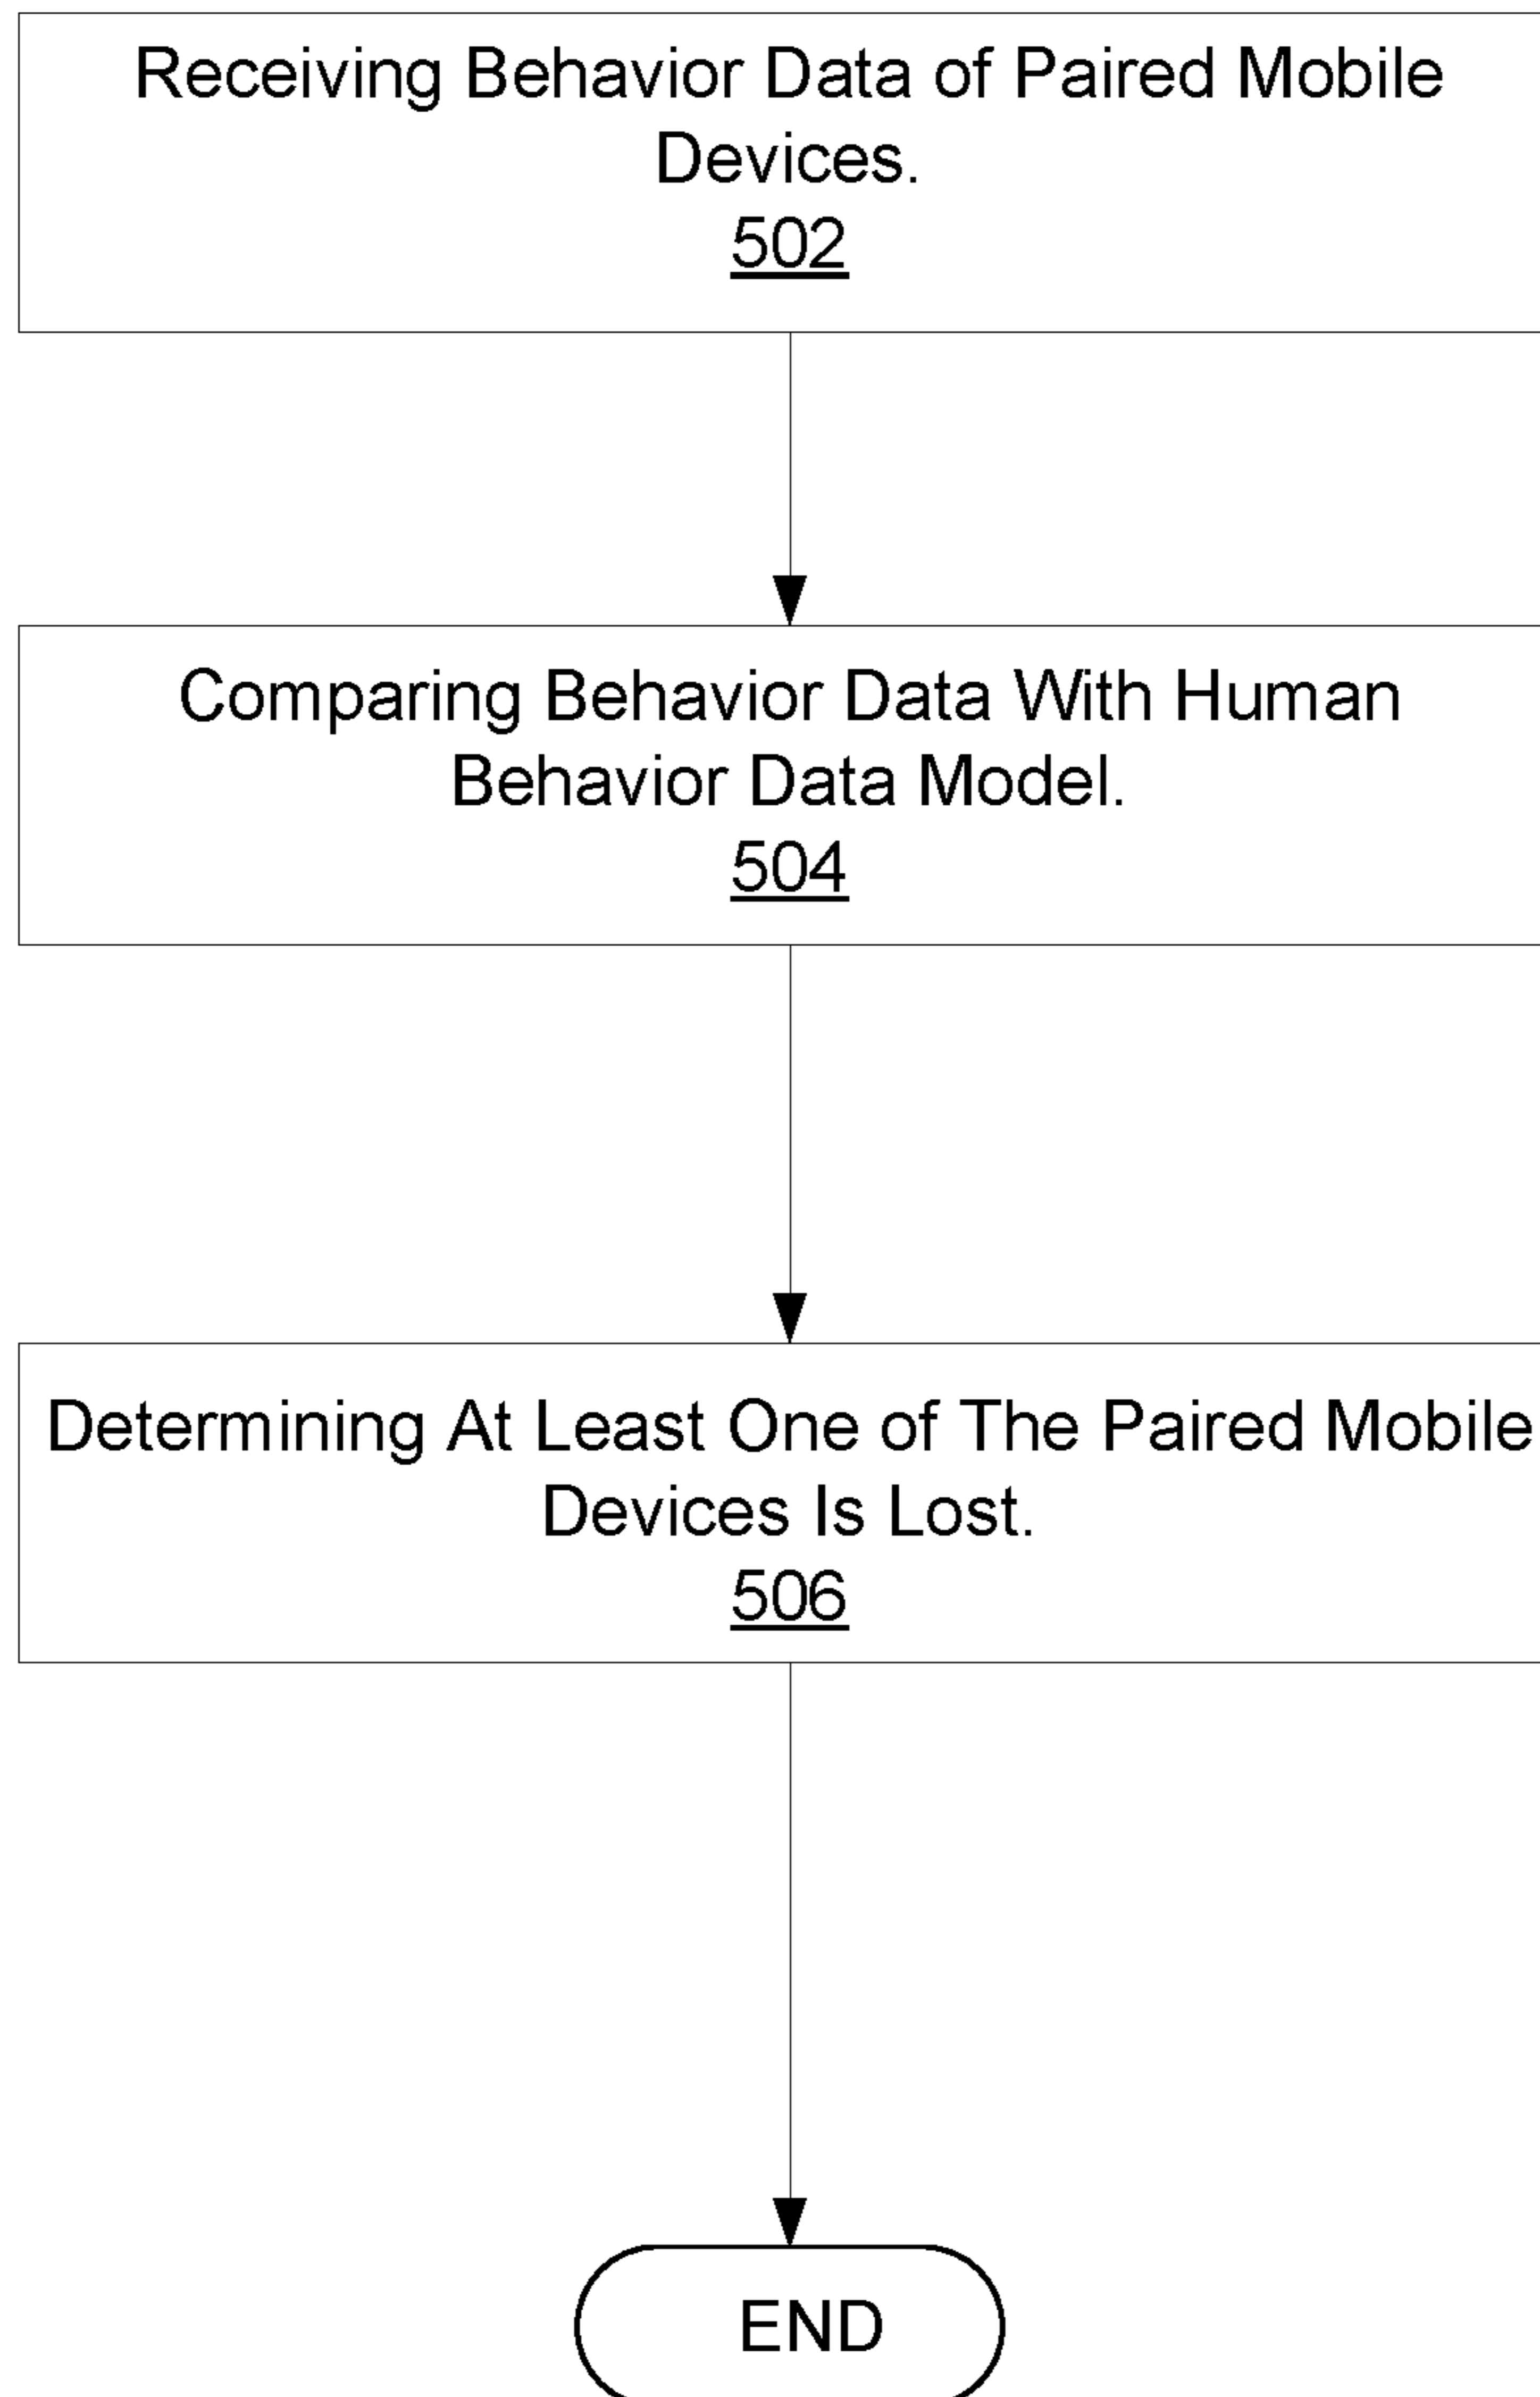 Receiving Behavior Data of Paired Mobile
Devices.
502
Comparing Behavior Data With Human
Behavior Data Model.
504
Determining At Least One of The Paired Mobile
Devices Is Lost.
506
END